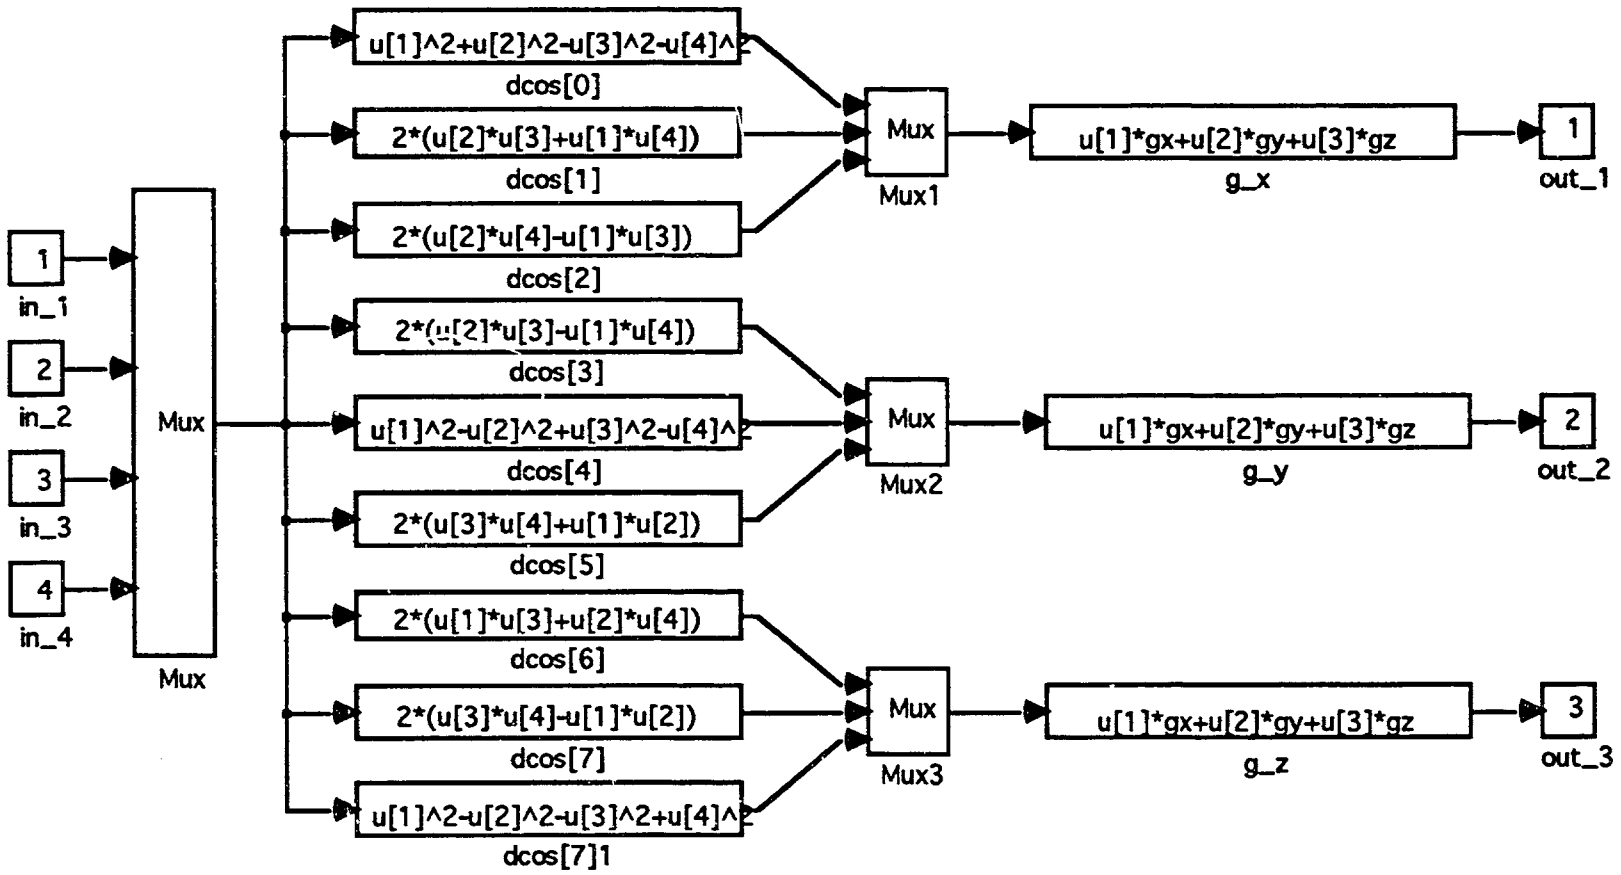 1
in_1
2
in_2
3
in_3
4
in_4
Mux
Mux
u[1]^2+u[2]^2-u[3]^2-u[4]^2
dcos[0]
2*(u[2]*u[3]+u[1]*u[4])
dcos[1]
2*(u[2]*u[4]-u[1]*u[3])
dcos[2]
2*(u[2]*u[3]-u[1]*u[4])
dcos[3]
u[1]^2-u[2]^2+u[3]^2-u[4]^2
dcos[4]
2*(u[3]*u[4]+u[1]*u[2])
dcos[5]
2*(u[1]*u[3]+u[2]*u[4])
dcos[6]
2*(u[3]*u[4]-u[1]*u[2])
dcos[7]
u[1]^2-u[2]^2-u[3]^2+u[4]^2
dcos[7]1
Mux
Mux1
u[1]*gx+u[2]*gy+u[3]*gz
g_x
1
out_1
Mux
Mux2
u[1]*gx+u[2]*gy+u[3]*gz
g_y
2
out_2
Mux
Mux3
u[1]*gx+u[2]*gy+u[3]*gz
g_z
3
out_3